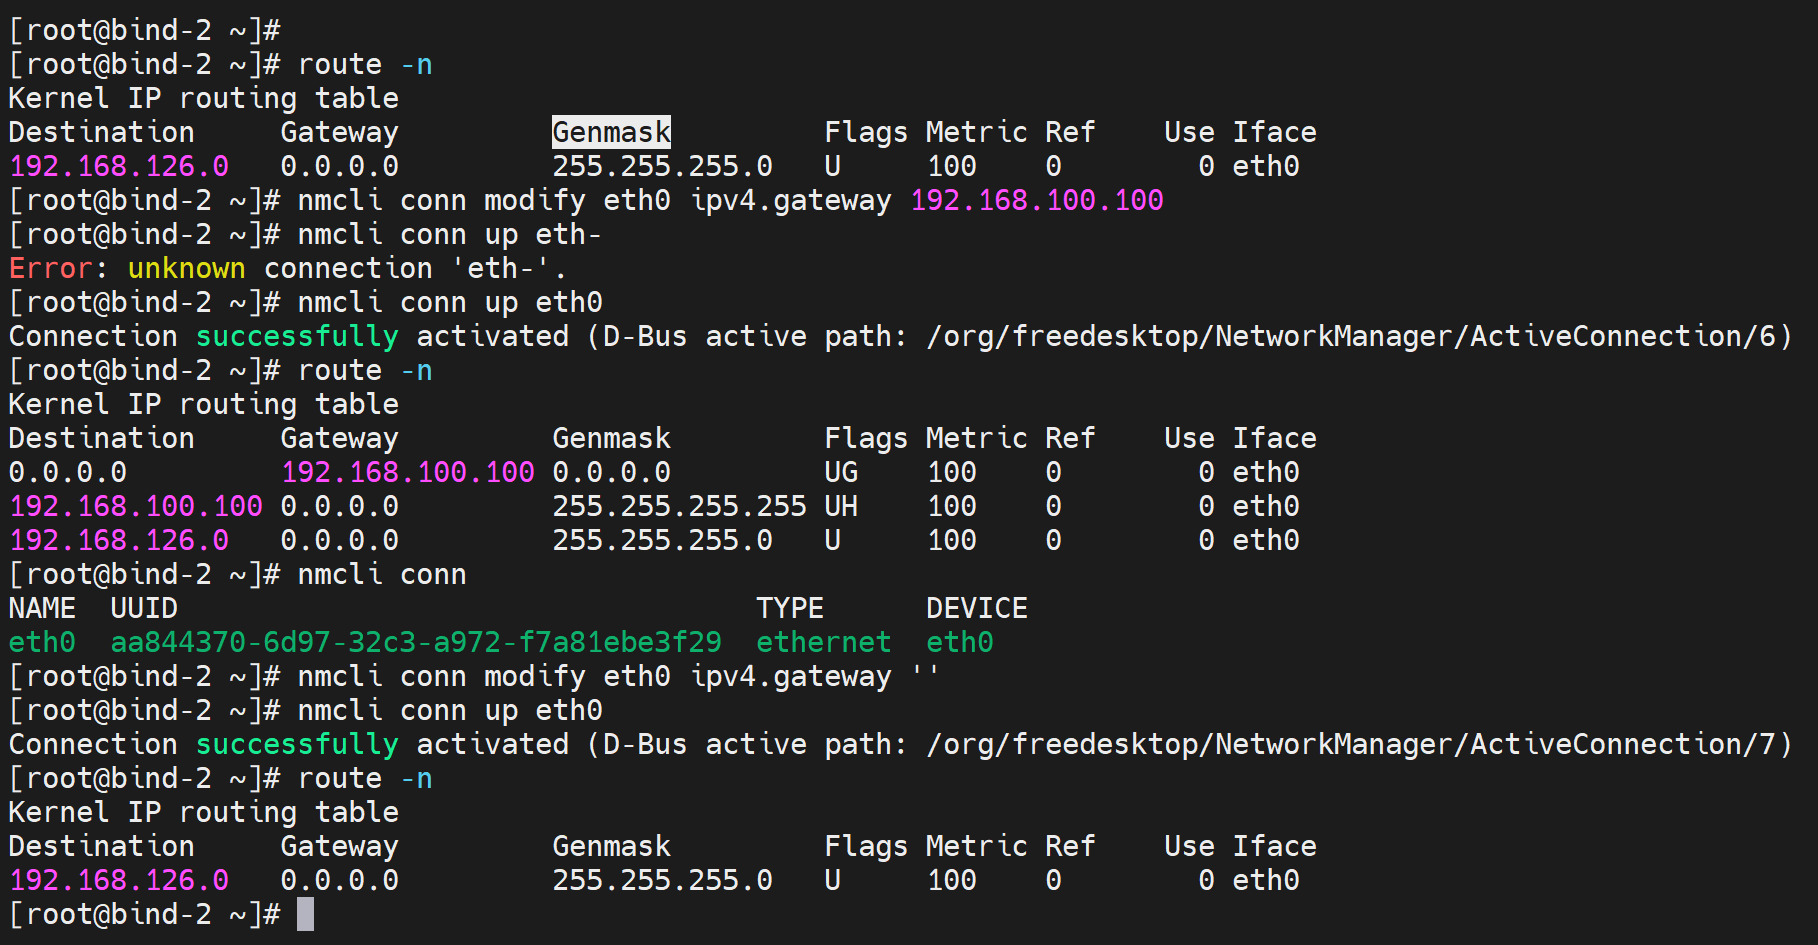 [root@bind-2 ~]#
[root@bind-2 ~]# route -n
Kernel IP routing table
Destination     Gateway         Genmask         Flags Metric Ref    Use Iface
192.168.126.0   0.0.0.0         255.255.255.0   U     100    0        0 eth0
[root@bind-2 ~]# nmcli conn modify eth0 ipv4.gateway 192.168.100.100
[root@bind-2 ~]# nmcli conn up eth-
Error: unknown connection 'eth-'.
[root@bind-2 ~]# nmcli conn up eth0
Connection successfully activated (D-Bus active path: /org/freedesktop/NetworkManager/ActiveConnection/6)
[root@bind-2 ~]# route -n
Kernel IP routing table
Destination     Gateway         Genmask         Flags Metric Ref    Use Iface
0.0.0.0         192.168.100.100 0.0.0.0         UG    100    0        0 eth0
192.168.100.100 0.0.0.0         255.255.255.255 UH    100    0        0 eth0
192.168.126.0   0.0.0.0         255.255.255.0   U     100    0        0 eth0
[root@bind-2 ~]# nmcli conn
NAME  UUID                                  TYPE      DEVICE
eth0  aa844370-6d97-32c3-a972-f7a81ebe3f29  ethernet  eth0
[root@bind-2 ~]# nmcli conn modify eth0 ipv4.gateway ''
[root@bind-2 ~]# nmcli conn up eth0
Connection successfully activated (D-Bus active path: /org/freedesktop/NetworkManager/ActiveConnection/7)
[root@bind-2 ~]# route -n
Kernel IP routing table
Destination     Gateway         Genmask         Flags Metric Ref    Use Iface
192.168.126.0   0.0.0.0         255.255.255.0   U     100    0        0 eth0
[root@bind-2 ~]#